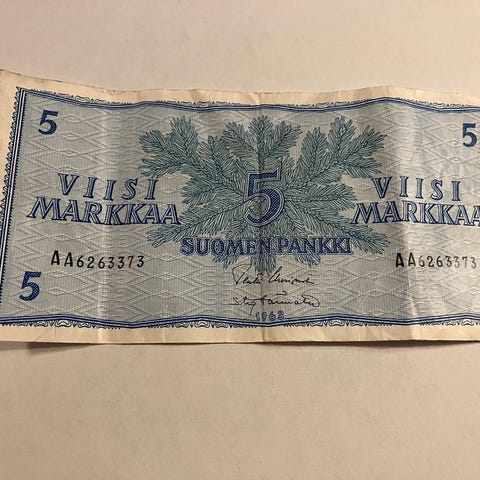 5 5
VIISI 5 VIISI
MARKKAA MARKKAA
SUOMEN PANKKI
AA6263373 AA6263373
5
1963